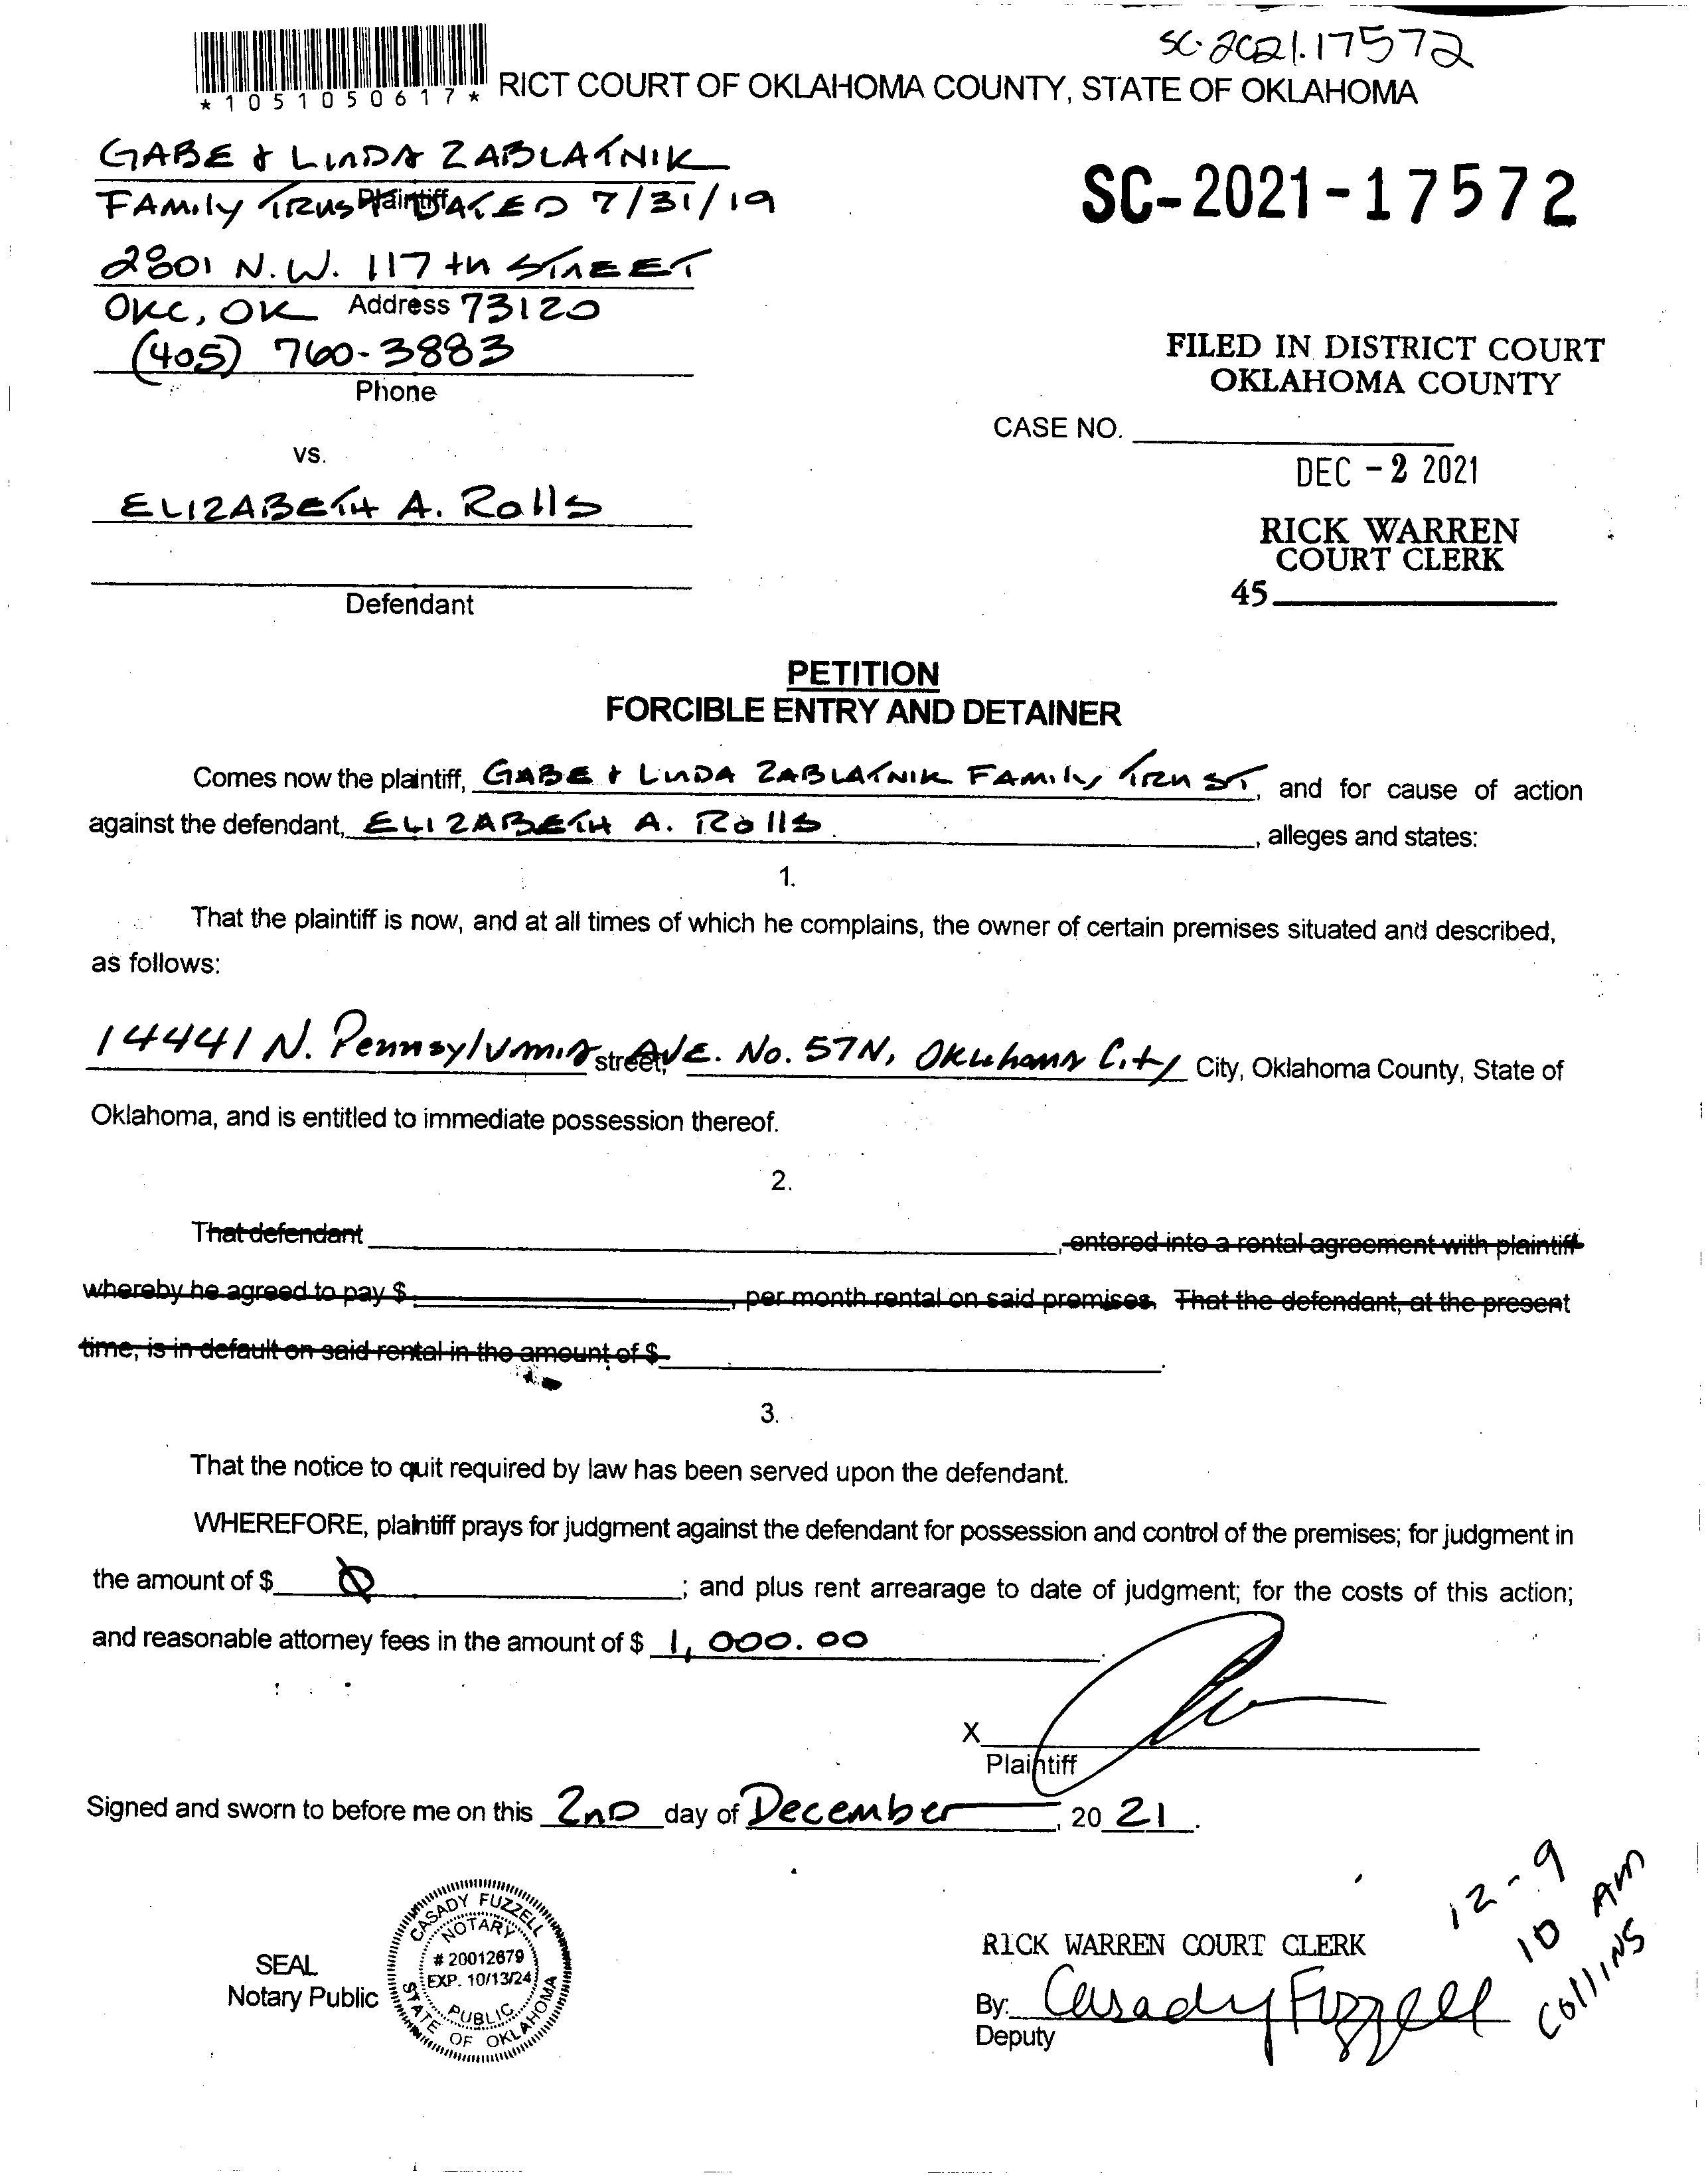 SC-2021-17572
*1051050617* RICT COURT OF OKLAHOMA COUNTY, STATE OF OKLAHOMA
GABE & LINDA ZABLATNIK
FAMILY TRUST DATED 7/31/19
Plaintiff
SC-2021-17572
2801 N.W. 117th STREET
OKC, OK Address 73120
(405) 760-3883
Phone
FILED IN DISTRICT COURT
OKLAHOMA COUNTY
CASE NO.
vs.
DEC -2 2021
ELIZABETH A. Rolls
RICK WARREN
COURT CLERK
45
Defendant
PETITION
FORCIBLE ENTRY AND DETAINER
Comes now the plaintiff, GABE & LINDA ZABLATNIK FAMILY TRUST, and for cause of action
against the defendant, ELIZABETH A. Rolls, alleges and states:
1.
That the plaintiff is now, and at all times of which he complains, the owner of certain premises situated and described,
as follows:
14441 N. Pennsylvania street, AVE. No. 57N, Oklahoma City City, Oklahoma County, State of
Oklahoma, and is entitled to immediate possession thereof.
2.
That defendant , entered into a rental agreement with plaintiff
whereby he agreed to pay $ , per month rental on said premises. That the defendant, at the present
time, is in default on said rental in the amount of $ .
3.
That the notice to quit required by law has been served upon the defendant.
WHEREFORE, plaintiff prays for judgment against the defendant for possession and control of the premises; for judgment in
the amount of $ 0 ; and plus rent arrearage to date of judgment; for the costs of this action;
and reasonable attorney fees in the amount of $ 1,000.00.
X
Plaintiff
Signed and sworn to before me on this 2nd day of December, 2021.
12-9
10 AM
Collins
SEAL
Notary Public
CASADY FUZZELL
NOTARY
# 20012679
EXP. 10/13/24
PUBLIC
STATE OF OKLAHOMA
RICK WARREN COURT CLERK
By: Casady Fuzzell
Deputy